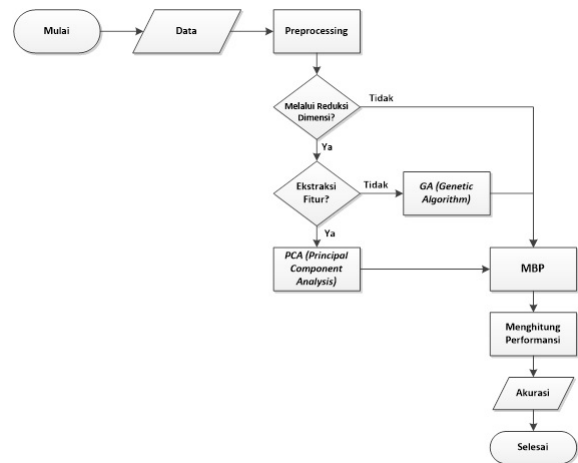 Mulai
Data
Preprocessing
Melalui Reduksi
Dimensi?
Tidak
Ya
Ekstraksi
Fitur?
Tidak
GA (Genetic
Algorithm)
Ya
PCA (Principal
Component
Analysis)
MBP
Menghitung
Performansi
Akurasi
Selesai